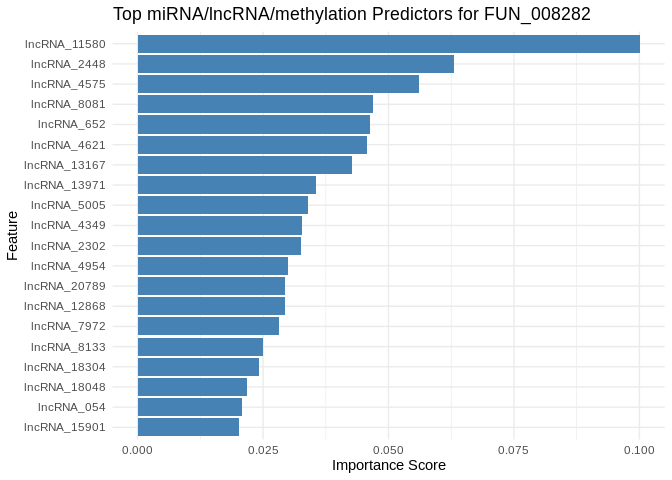 Top miRNA/lncRNA/methylation Predictors for FUN_008282
Feature
lncRNA_11580
lncRNA_2448
lncRNA_4575
lncRNA_8081
lncRNA_652
lncRNA_4621
lncRNA_13167
lncRNA_13971
lncRNA_5005
lncRNA_4349
lncRNA_2302
lncRNA_4954
lncRNA_20789
lncRNA_12868
lncRNA_7972
lncRNA_8133
lncRNA_18304
lncRNA_18048
lncRNA_054
lncRNA_15901
0.000 0.025 0.050 0.075 0.100
Importance Score